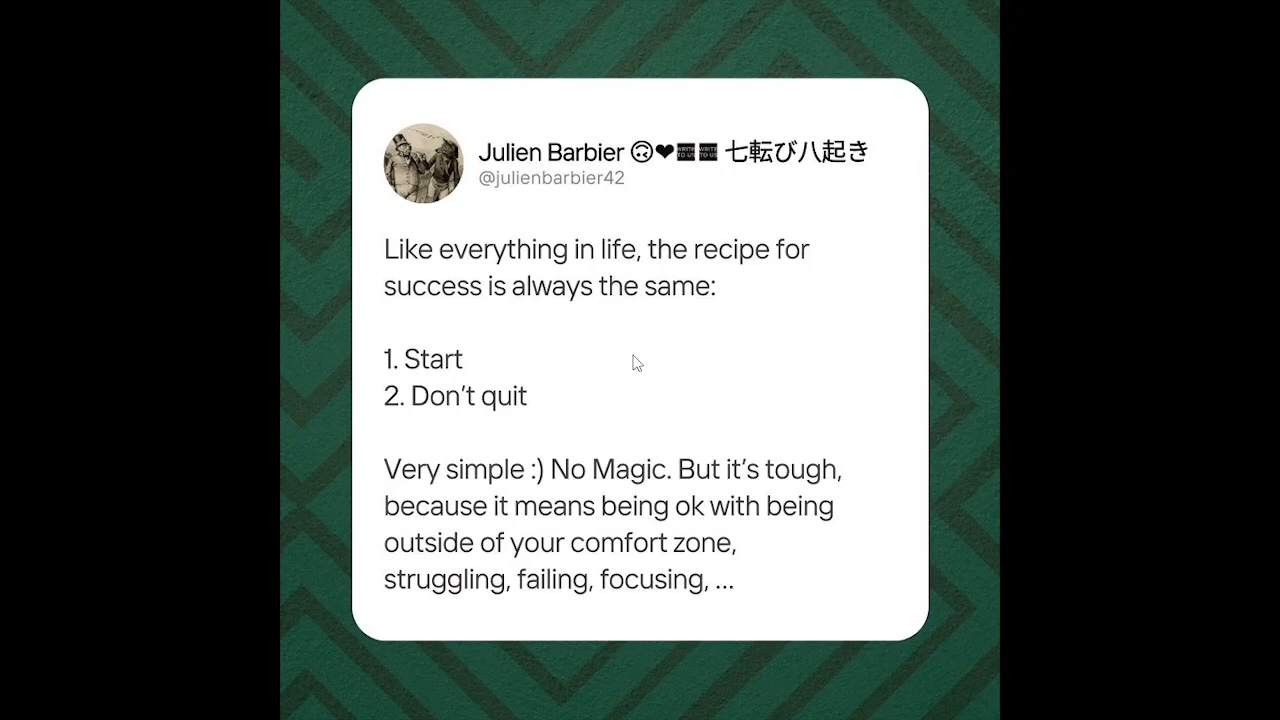 Julien Barbier 🙃❤ 七転び八起き
@julienbarbier42
Like everything in life, the recipe for
success is always the same:
1. Start
2. Don't quit
Very simple :) No Magic. But it's tough,
because it means being ok with being
outside of your comfort zone,
struggling, failing, focusing, ...